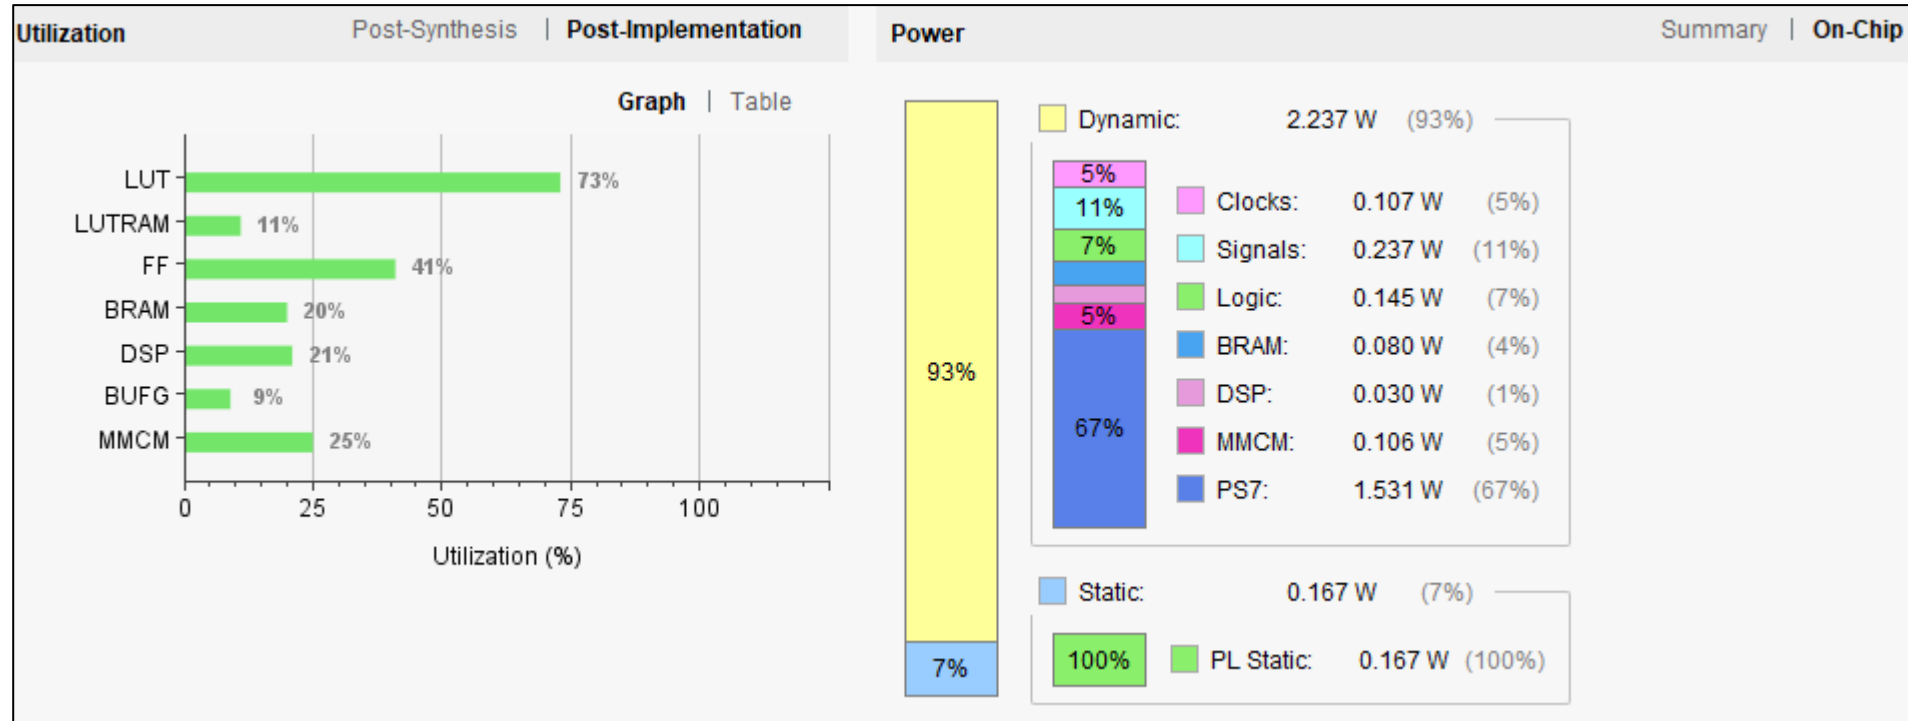 Utilization Post-Synthesis | Post-Implementation
Graph | Table
LUT 73%
LUTRAM 11%
FF 41%
BRAM 20%
DSP 21%
BUFG 9%
MMCM 25%
0 25 50 75 100
Utilization (%)
Power Summary | On-Chip
93%
7%
Dynamic: 2.237 W (93%)
5%
11%
7%
5%
67%
Clocks: 0.107 W (5%)
Signals: 0.237 W (11%)
Logic: 0.145 W (7%)
BRAM: 0.080 W (4%)
DSP: 0.030 W (1%)
MMCM: 0.106 W (5%)
PS7: 1.531 W (67%)
Static: 0.167 W (7%)
100% PL Static: 0.167 W (100%)